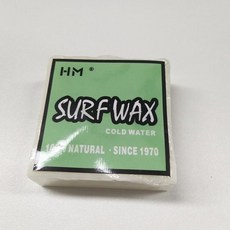 HM ®
SURF WAX
COLD WATER
100% NATURAL · SINCE 1970